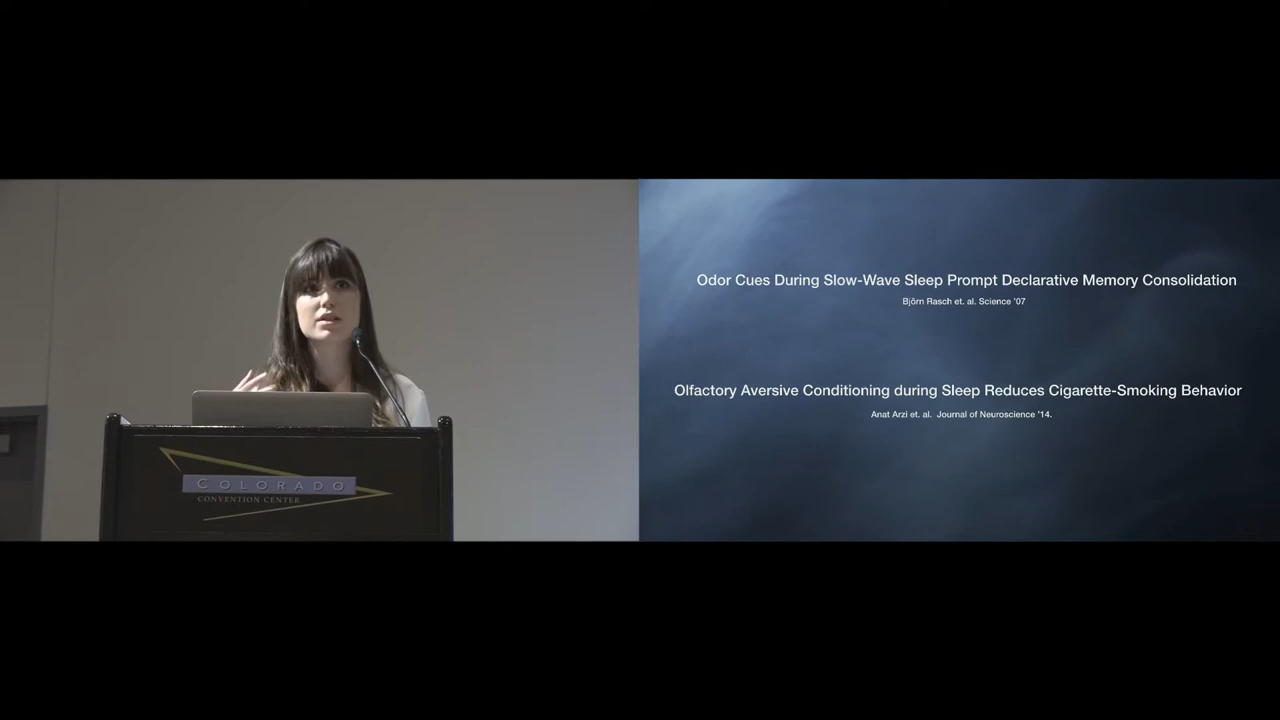 COLORADO
CONVENTION CENTER
Odor Cues During Slow-Wave Sleep Prompt Declarative Memory Consolidation
Björn Rasch et. al. Science '07
Olfactory Aversive Conditioning during Sleep Reduces Cigarette-Smoking Behavior
Anat Arzi et. al. Journal of Neuroscience '14.